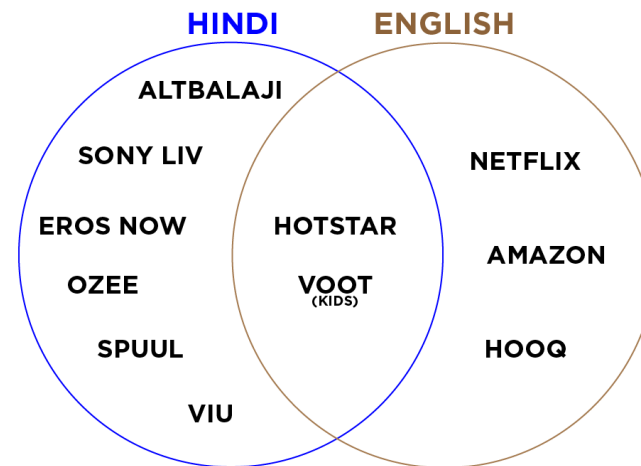 HINDI
ENGLISH
ALTBALAJI
SONY LIV
EROS NOW
OZEE
SPUUL
VIU
HOTSTAR
VOOT
(KIDS)
NETFLIX
AMAZON
HOOQ